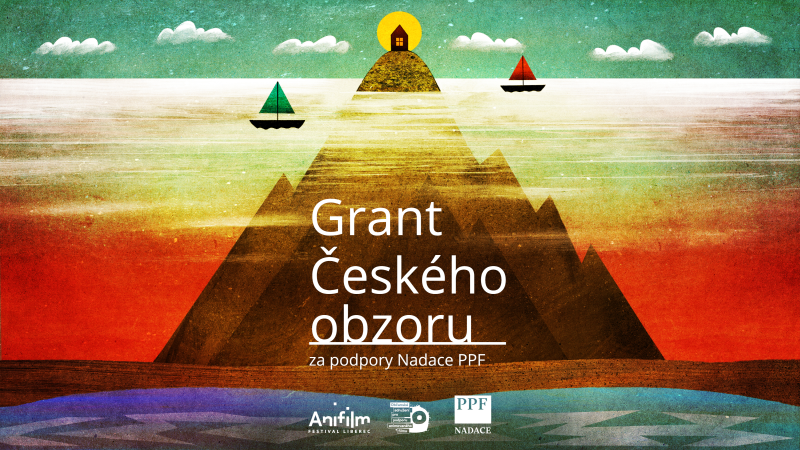 Grant
Českého
obzoru
za podpory Nadace PPF
Anifilm
FESTIVAL LIBEREC
PPF
NADACE